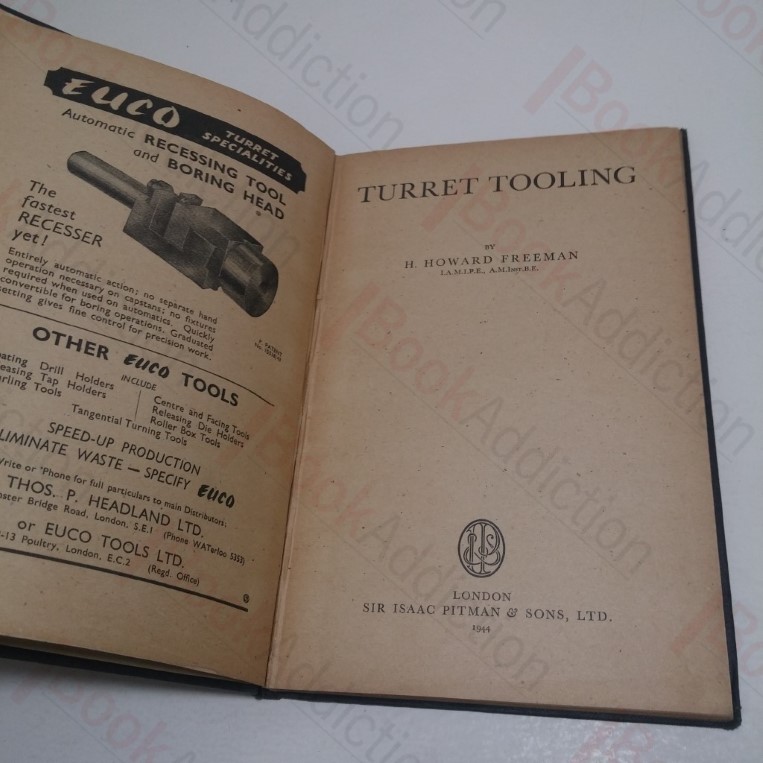 EUCO TURRET
SPECIALITIES
Automatic RECESSING TOOL
and BORING HEAD
The
fastest
RECESSER
yet!
Entirely automatic action; no separate hand
operation necessary on capstans; no fixtures
required when used on automatics. Quickly
convertible for boring operations. Graduated
setting gives fine control for precision work.
OTHER EUCO TOOLS
INCLUDE
Drill Holders
Tap Holders
Tools
Centre and Facing Tools
Releasing Die Holders
Roller Box Tools
Tangential Turning Tools
SPEED-UP PRODUCTION
ELIMINATE WASTE — SPECIFY EUCO
Write or 'Phone for full particulars to main Distributors:
THOS. P. HEADLAND LTD.
Bridge Road, London, S.E.1 (Phone WATerloo 5353)
or EUCO TOOLS LTD.
Poultry, London, E.C.2 (Regd. Office)
TURRET TOOLING
BY
H. HOWARD FREEMAN
A.M.Inst.B.E.
LONDON
SIR ISAAC PITMAN & SONS, LTD.
1944
BookAddiction